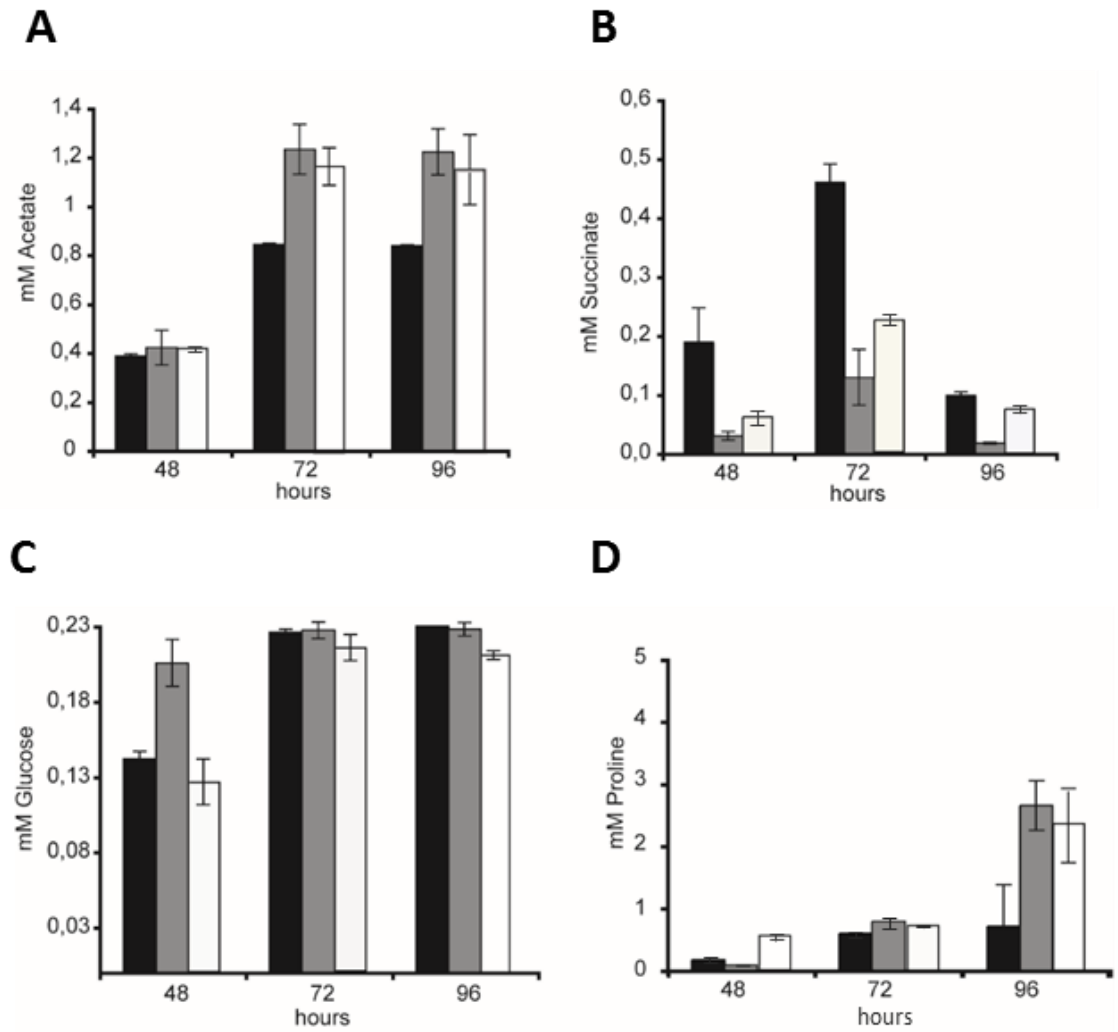 A
B
1,4
1,2
1
0,8
0,6
0,4
0,2
0
mM Acetate
48 72 96
hours
0,6
0,5
0,4
0,3
0,2
0,1
0,0
mM Succinate
48 72 96
hours
C
D
0,23
0,18
0,13
0,08
0,03
mM Glucose
48 72 96
hours
5
4
3
2
1
0
mM Proline
48 72 96
hours